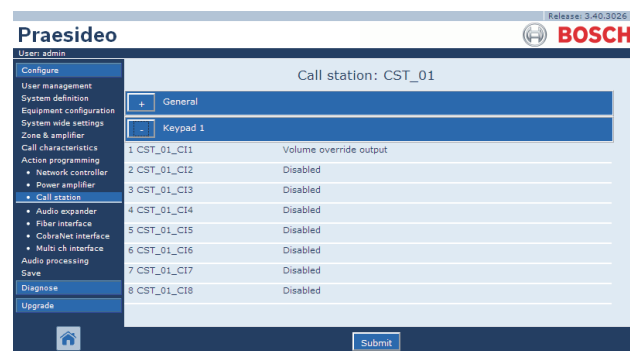 Release: 3.40.3026
Praesideo
BOSCH
User: admin
Configure
User management
System definition
Equipment configuration
System wide settings
Zone & amplifier
Call characteristics
Action programming
• Network controller
• Power amplifier
• Call station
• Audio expander
• Fiber interface
• CobraNet interface
• Multi ch interface
Audio processing
Save
Diagnose
Upgrade
Call station: CST_01
+ General
- Keypad 1
1 CST_01_CI1 Volume override output
2 CST_01_CI2 Disabled
3 CST_01_CI3 Disabled
4 CST_01_CI4 Disabled
5 CST_01_CI5 Disabled
6 CST_01_CI6 Disabled
7 CST_01_CI7 Disabled
8 CST_01_CI8 Disabled
Submit